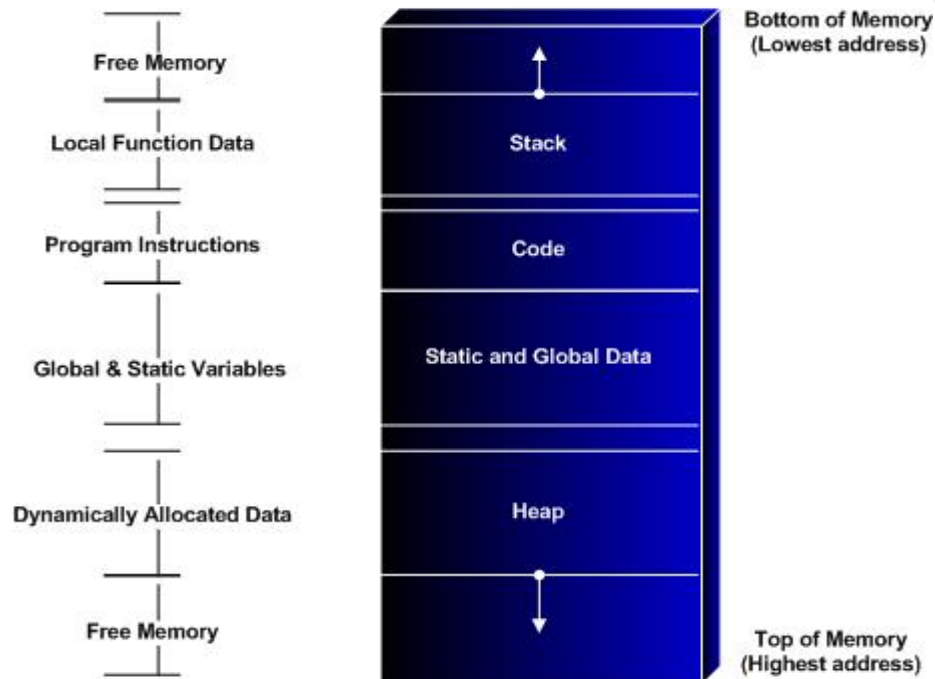 Bottom of Memory
(Lowest address)
Free Memory
Local Function Data
Stack
Program Instructions
Code
Global & Static Variables
Static and Global Data
Dynamically Allocated Data
Heap
Free Memory
Top of Memory
(Highest address)